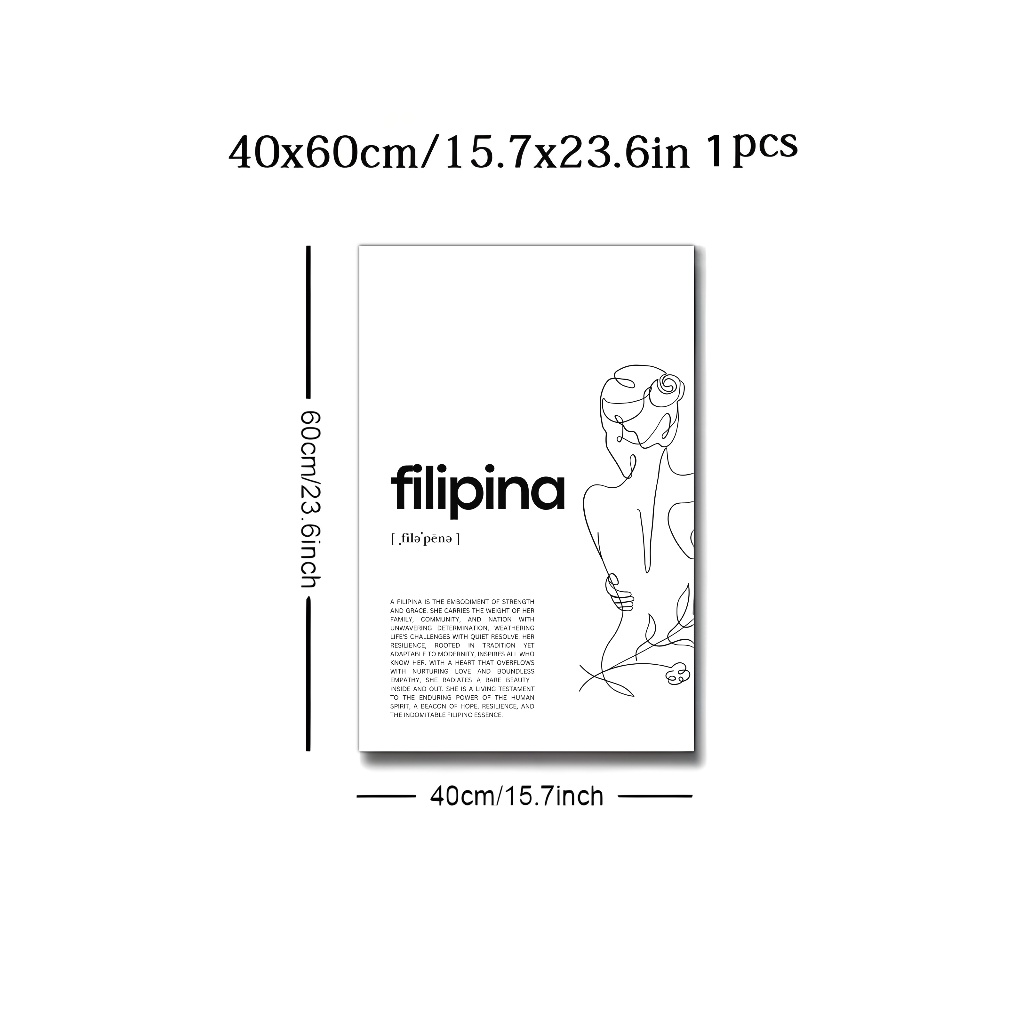 40x60cm/15.7x23.6in 1pcs
60cm/23.6inch
filipina
[ ˌfiləˈpēnə ]
A FILIPINA IS THE EMBODIMENT OF STRENGTH
AND GRACE. SHE CARRIES THE WEIGHT OF HER
FAMILY, COMMUNITY, AND NATION WITH
UNWAVERING DETERMINATION, WEATHERING
LIFE'S CHALLENGES WITH QUIET RESOLVE. HER
RESILIENCE, ROOTED IN TRADITION YET
ADAPTABLE TO MODERNITY, INSPIRES ALL WHO
KNOW HER. WITH A HEART THAT OVERFLOWS
WITH NURTURING LOVE AND BOUNDLESS
EMPATHY, SHE RADIATES A RARE BEAUTY
INSIDE AND OUT. SHE IS A LIVING TESTAMENT
TO THE ENDURING POWER OF THE HUMAN
SPIRIT, A BEACON OF HOPE, RESILIENCE, AND
THE INDOMITABLE FILIPINO ESSENCE.
40cm/15.7inch